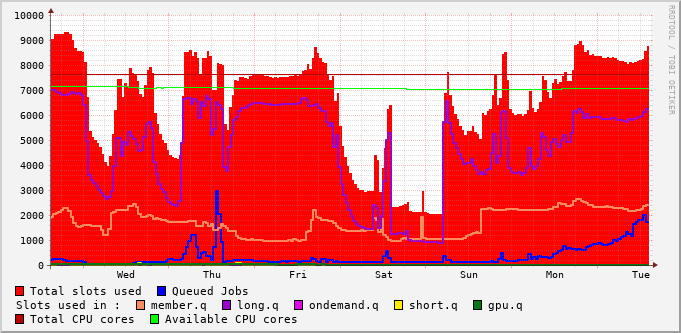 10000
9000
8000
7000
6000
5000
4000
3000
2000
1000
0
Wed Thu Fri Sat Sun Mon Tue
RRDTOOL / TOBI OETIKER
Total slots used Queued Jobs
Slots used in : member.q long.q ondemand.q short.q gpu.q
Total CPU cores Available CPU cores